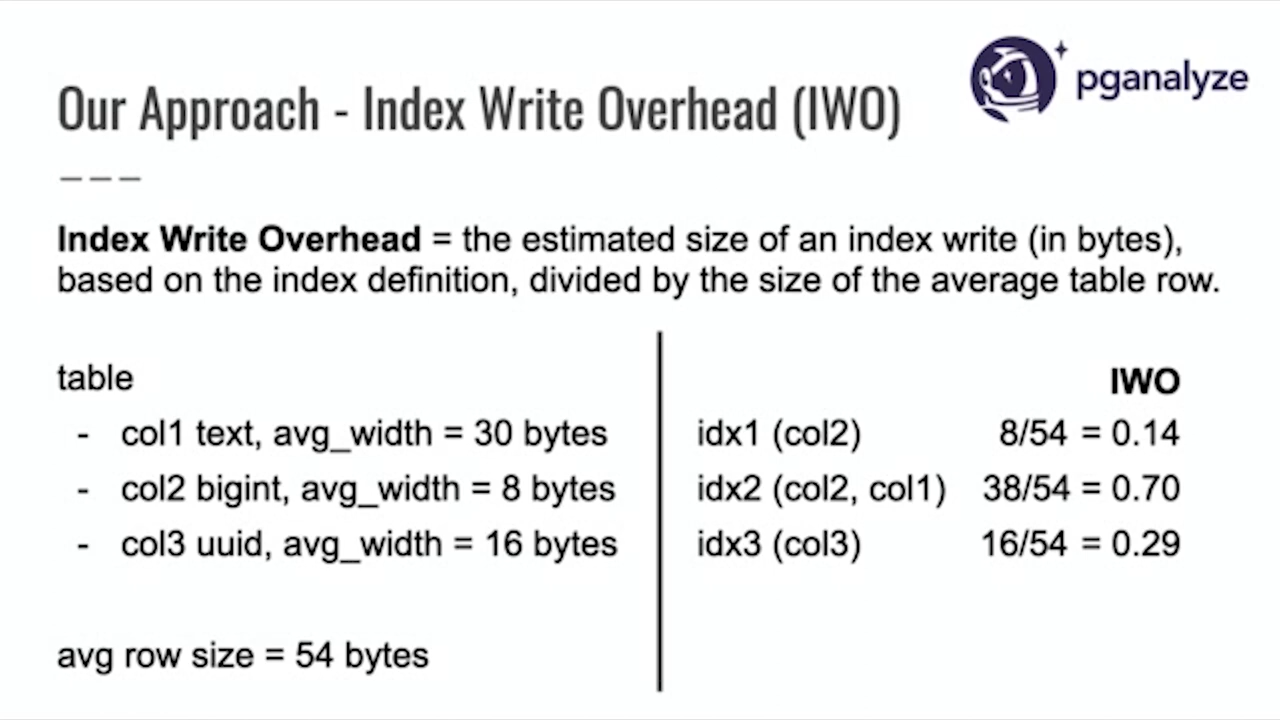 pganalyze
Our Approach - Index Write Overhead (IWO)
Index Write Overhead = the estimated size of an index write (in bytes),
based on the index definition, divided by the size of the average table row.
table
- col1 text, avg_width = 30 bytes
- col2 bigint, avg_width = 8 bytes
- col3 uuid, avg_width = 16 bytes
avg row size = 54 bytes
IWO
idx1 (col2) 8/54 = 0.14
idx2 (col2, col1) 38/54 = 0.70
idx3 (col3) 16/54 = 0.29